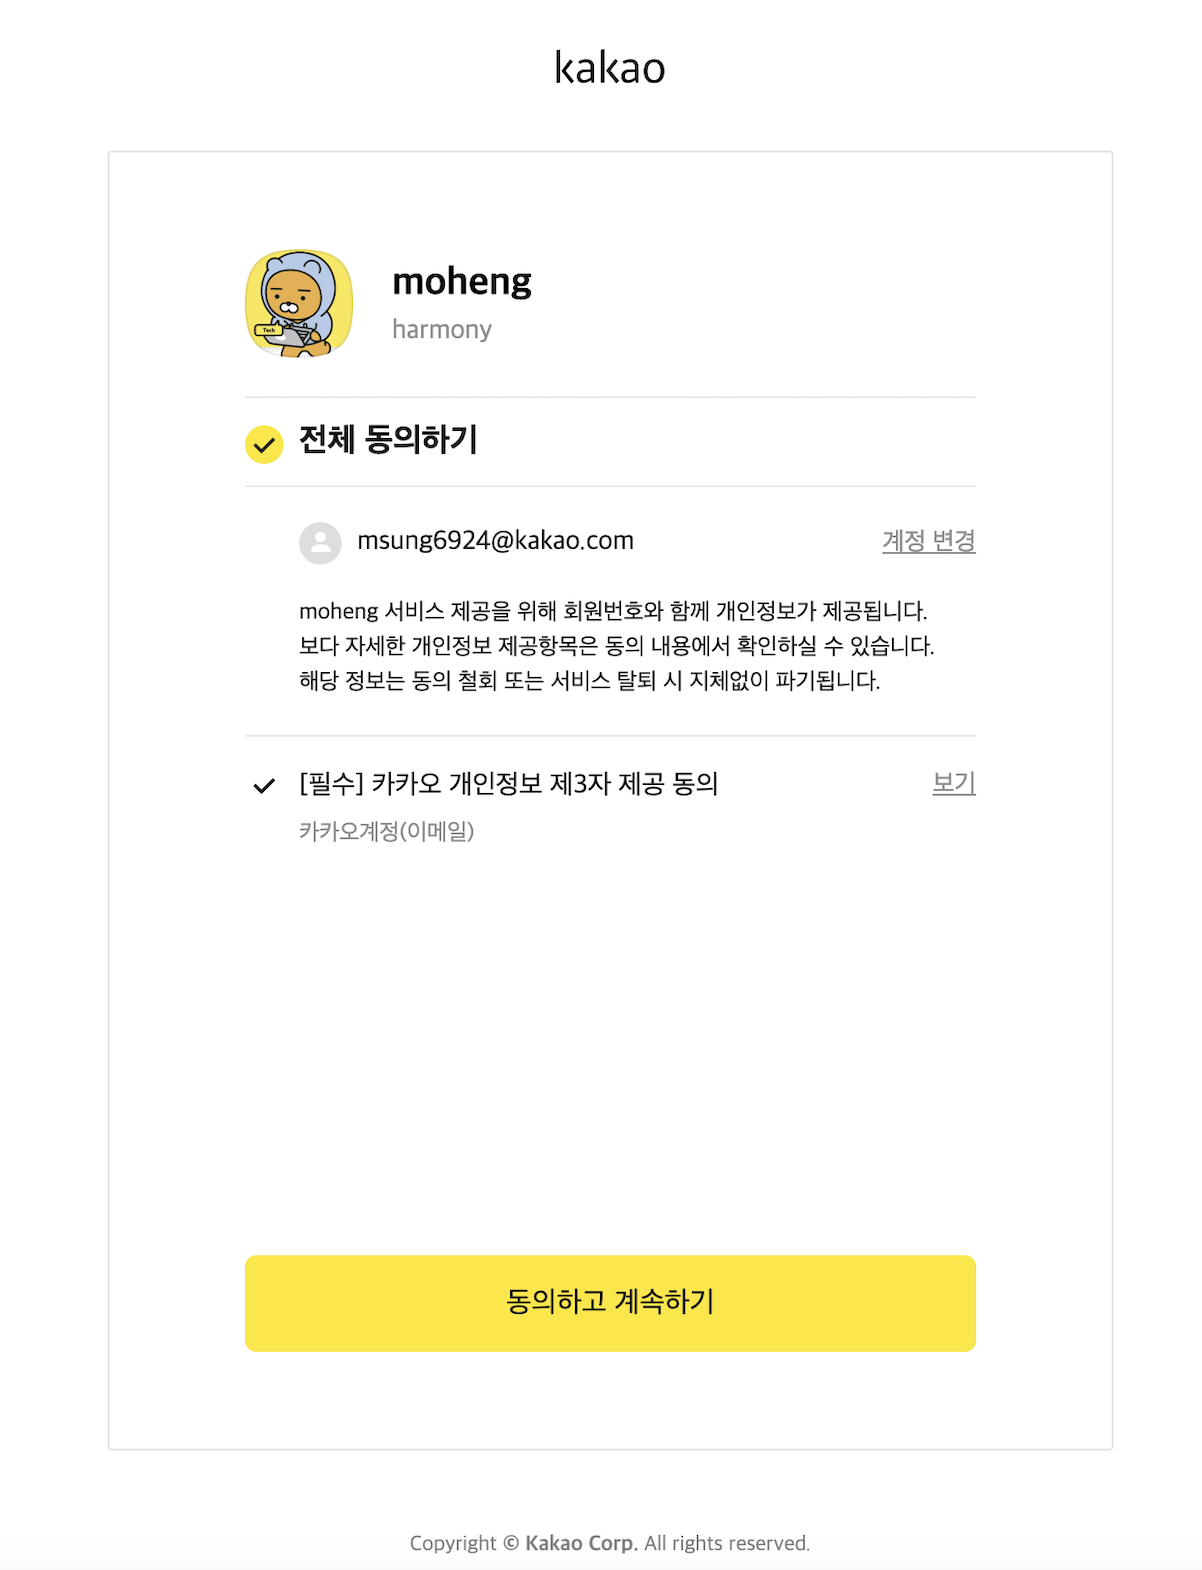 kakao
moheng
harmony
Tech
전체 동의하기
msung6924@kakao.com
계정 변경
moheng 서비스 제공을 위해 회원번호와 함께 개인정보가 제공됩니다.
보다 자세한 개인정보 제공항목은 동의 내용에서 확인하실 수 있습니다.
해당 정보는 동의 철회 또는 서비스 탈퇴 시 지체없이 파기됩니다.
[필수] 카카오 개인정보 제3자 제공 동의
보기
카카오계정(이메일)
동의하고 계속하기
Copyright © Kakao Corp. All rights reserved.